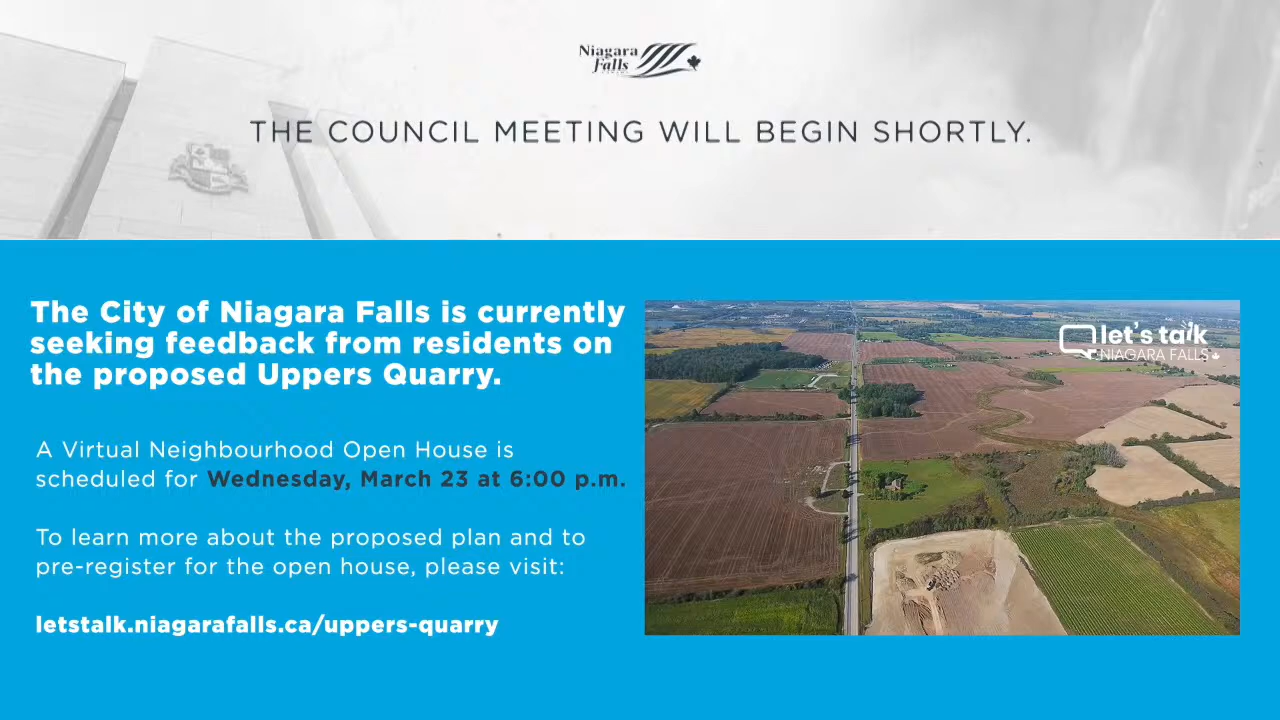 Niagara
Falls
THE COUNCIL MEETING WILL BEGIN SHORTLY.
The City of Niagara Falls is currently
seeking feedback from residents on
the proposed Uppers Quarry.
A Virtual Neighbourhood Open House is
scheduled for Wednesday, March 23 at 6:00 p.m.
To learn more about the proposed plan and to
pre-register for the open house, please visit:
letstalk.niagarafalls.ca/uppers-quarry
let's talk
NIAGARA FALLS